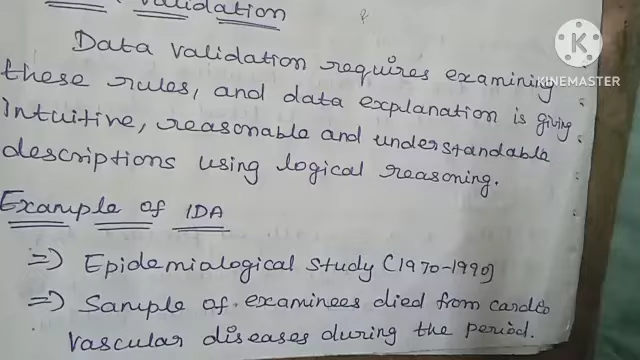 validation
Data validation requires examining
these rules, and data explanation is giving
intuitive, reasonable and understandable
descriptions using logical reasoning.
Example of IDA
=> Epidemialogical study (1970-1990)
=> Sample of examinees died from cardio
vascular diseases during the period.
KINEMASTER